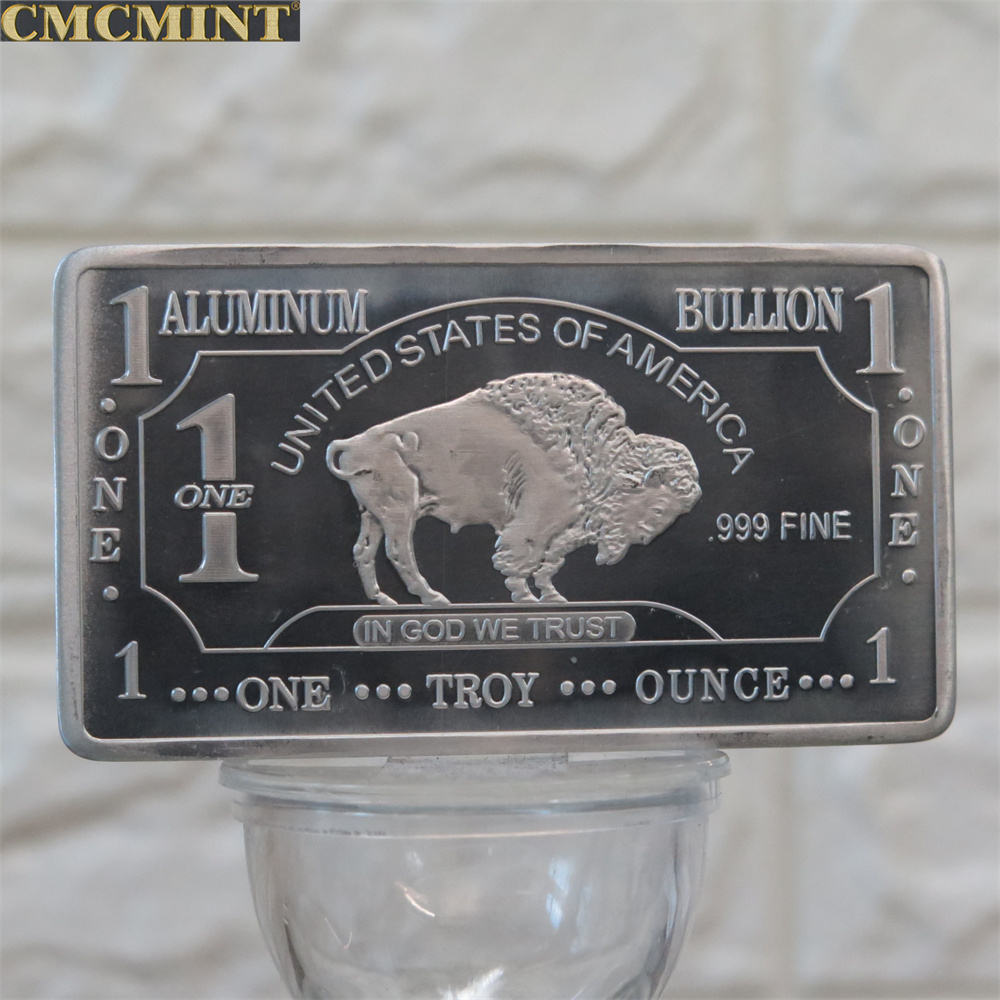 CMCMINT
1 ALUMINUM BULLION 1
UNITED STATES OF AMERICA
·ONE·
1
ONE
.999 FINE
·ONE·
IN GOD WE TRUST
1 •••ONE ••• TROY ••• OUNCE••• 1